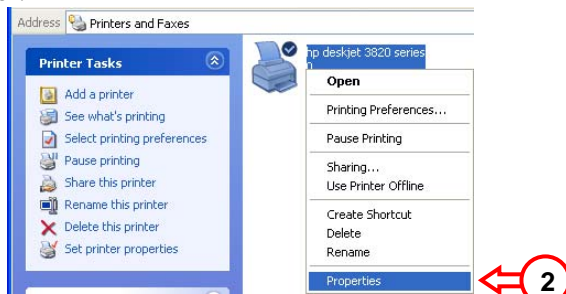 Address Printers and Faxes
Printer Tasks
Add a printer
See what's printing
Select printing preferences
Pause printing
Share this printer
Rename this printer
Delete this printer
Set printer properties
hp deskjet 3820 series
0
Open
Printing Preferences...
Pause Printing
Sharing...
Use Printer Offline
Create Shortcut
Delete
Rename
Properties
2